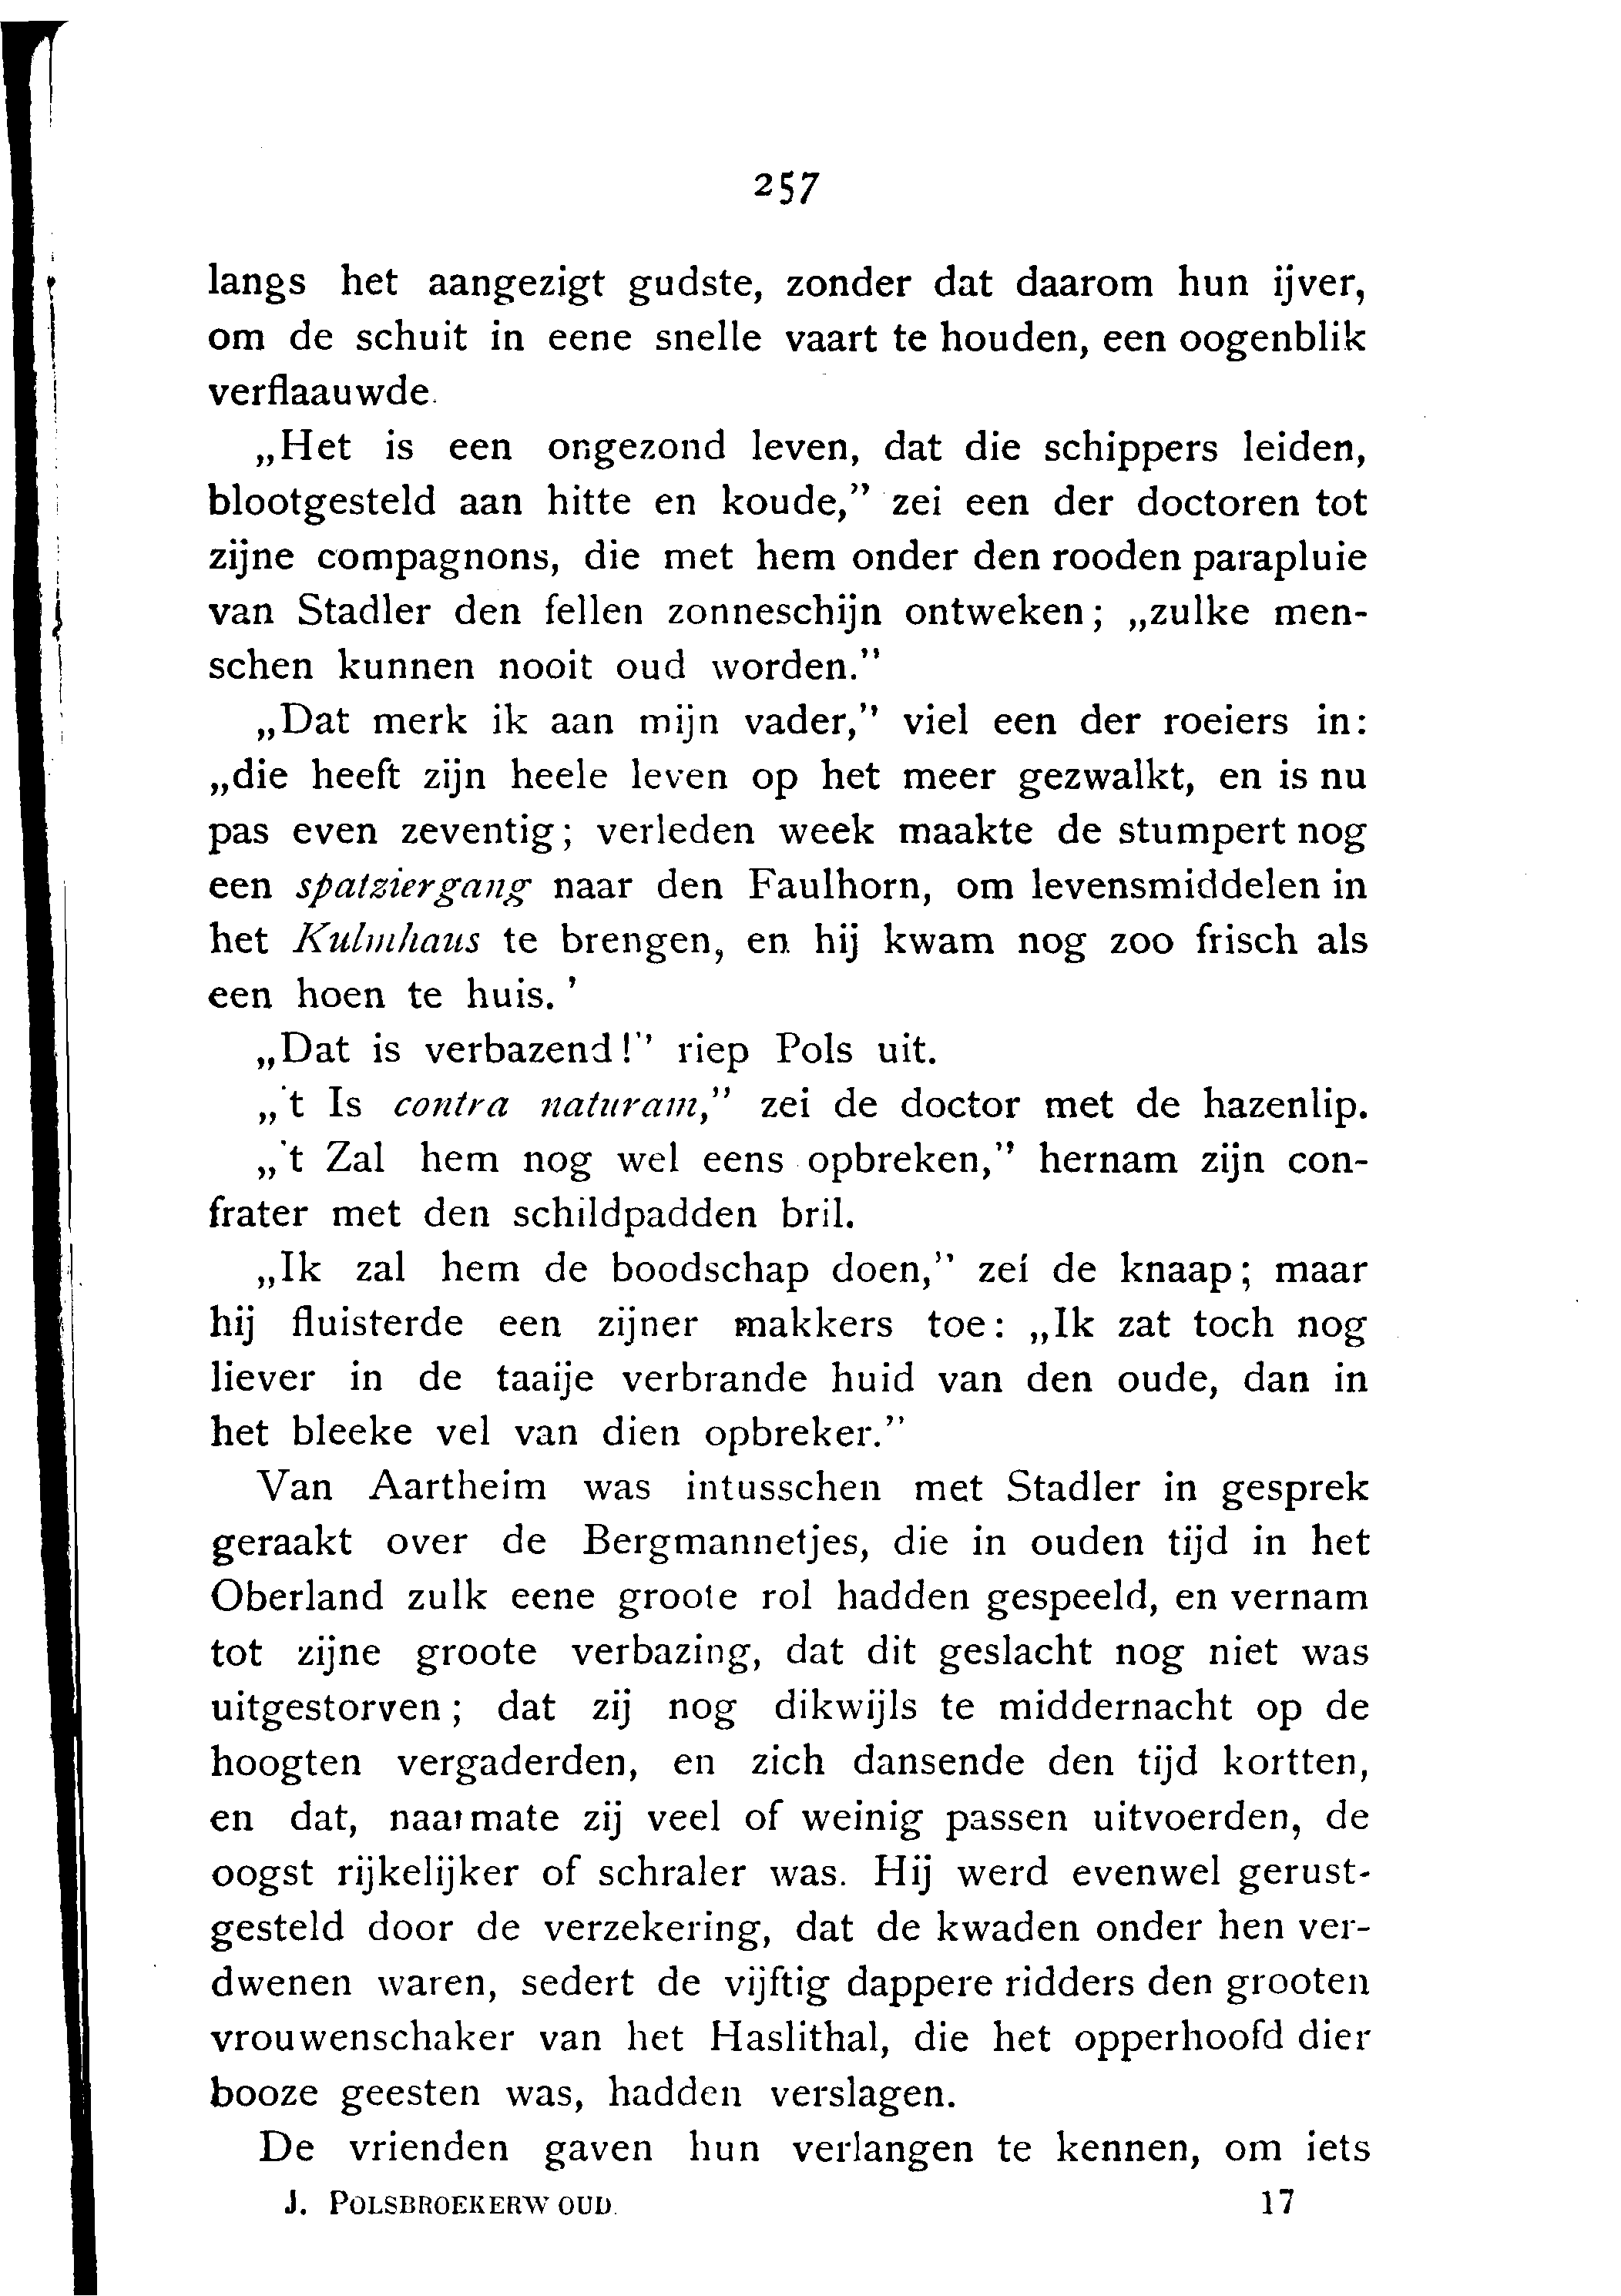 257
langs het aangezigt gudste, zonder dat daarom hun ijver,
om de schuit in eene snelle vaart te houden, een oogenblik
verflaauwde.
„Het is een ongezond leven, dat die schippers leiden,
blootgesteld aan hitte en koude,” zei een der doctoren tot
zijne compagnons, die met hem onder den rooden parapluie
van Stadler den fellen zonneschijn ontweken; „zulke men-
schen kunnen nooit oud worden.”
„Dat merk ik aan mijn vader,” viel een der roeiers in:
„die heeft zijn heele leven op het meer gezwalkt, en is nu
pas even zeventig; verleden week maakte de stumpert nog
een spatziergang naar den Faulhorn, om levensmiddelen in
het Kulmhaus te brengen, en hij kwam nog zoo frisch als
een hoen te huis.’
„Dat is verbazend!” riep Pols uit.
„’t Is contra naturam,” zei de doctor met de hazenlip.
„’t Zal hem nog wel eens opbreken,” hernam zijn con-
frater met den schildpadden bril.
„Ik zal hem de boodschap doen,” zei de knaap; maar
hij fluisterde een zijner makkers toe: „Ik zat toch nog
liever in de taaije verbrande huid van den oude, dan in
het bleeke vel van dien opbreker.”
Van Aartheim was intusschen met Stadler in gesprek
geraakt over de Bergmannetjes, die in ouden tijd in het
Oberland zulk eene groote rol hadden gespeeld, en vernam
tot zijne groote verbazing, dat dit geslacht nog niet was
uitgestorven; dat zij nog dikwijls te middernacht op de
hoogten vergaderden, en zich dansende den tijd kortten,
en dat, naarmate zij veel of weinig passen uitvoerden, de
oogst rijkelijker of schraler was. Hij werd evenwel gerust-
gesteld door de verzekering, dat de kwaden onder hen ver-
dwenen waren, sedert de vijftig dappere ridders den grooten
vrouwenschaker van het Haslithal, die het opperhoofd dier
booze geesten was, hadden verslagen.
De vrienden gaven hun verlangen te kennen, om iets
J. POLSBROEKERWOUD. 17